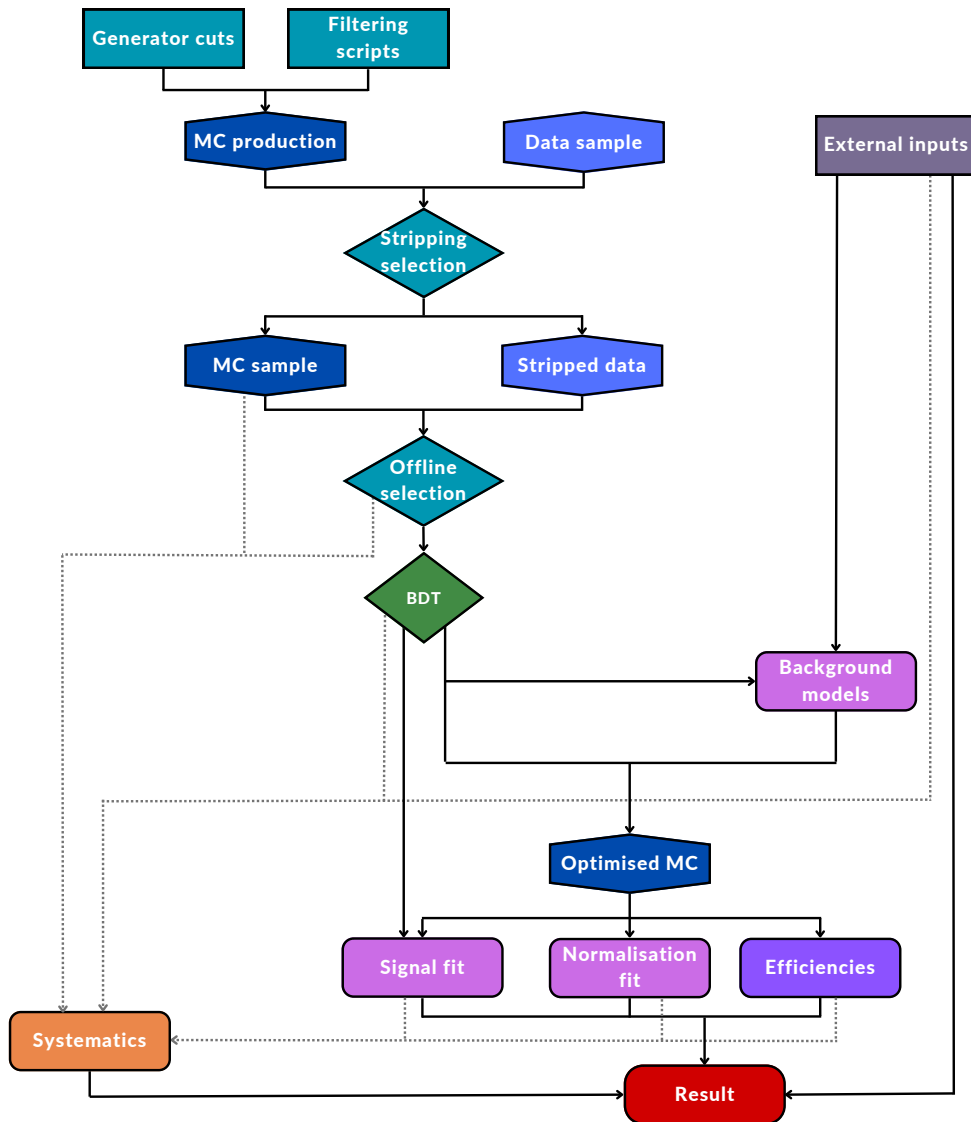 Generator cuts
Filtering
scripts
MC production
Data sample
External inputs
Stripping
selection
MC sample
Stripped data
Offline
selection
BDT
Background
models
Optimised MC
Signal fit
Normalisation
fit
Efficiencies
Systematics
Result